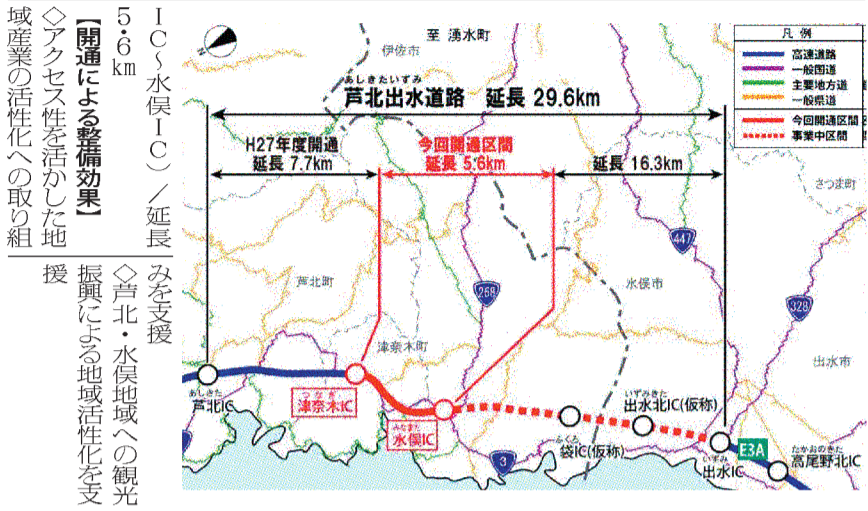 IC～水俣IC)／延長
5・6km
【開通による整備効果】
◇アクセス性を活かした地
域産業の活性化への取り組
みを支援
◇芦北・水俣地域への観光
振興による地域活性化を支
援
至 湧水町
伊佐市
あしきたいずみ
芦北出水道路 延長 29.6km
H27年度開通
延長 7.7km
今回開通区間
延長 5.6km
延長 16.3km
凡 例
高速道路
一般国道
主要地方道
一般県道
今回開通区間
事業中区間
さつま町
447
268
328
水俣市
芦北町
津奈木町
出水市
あしきた
芦北IC
つなぎ
津奈木IC
みなまた
水俣IC
3
ふくろ
袋IC(仮称)
いずみきた
出水北IC(仮称)
いずみ
出水IC
E3A
たかおのきた
高尾野北IC